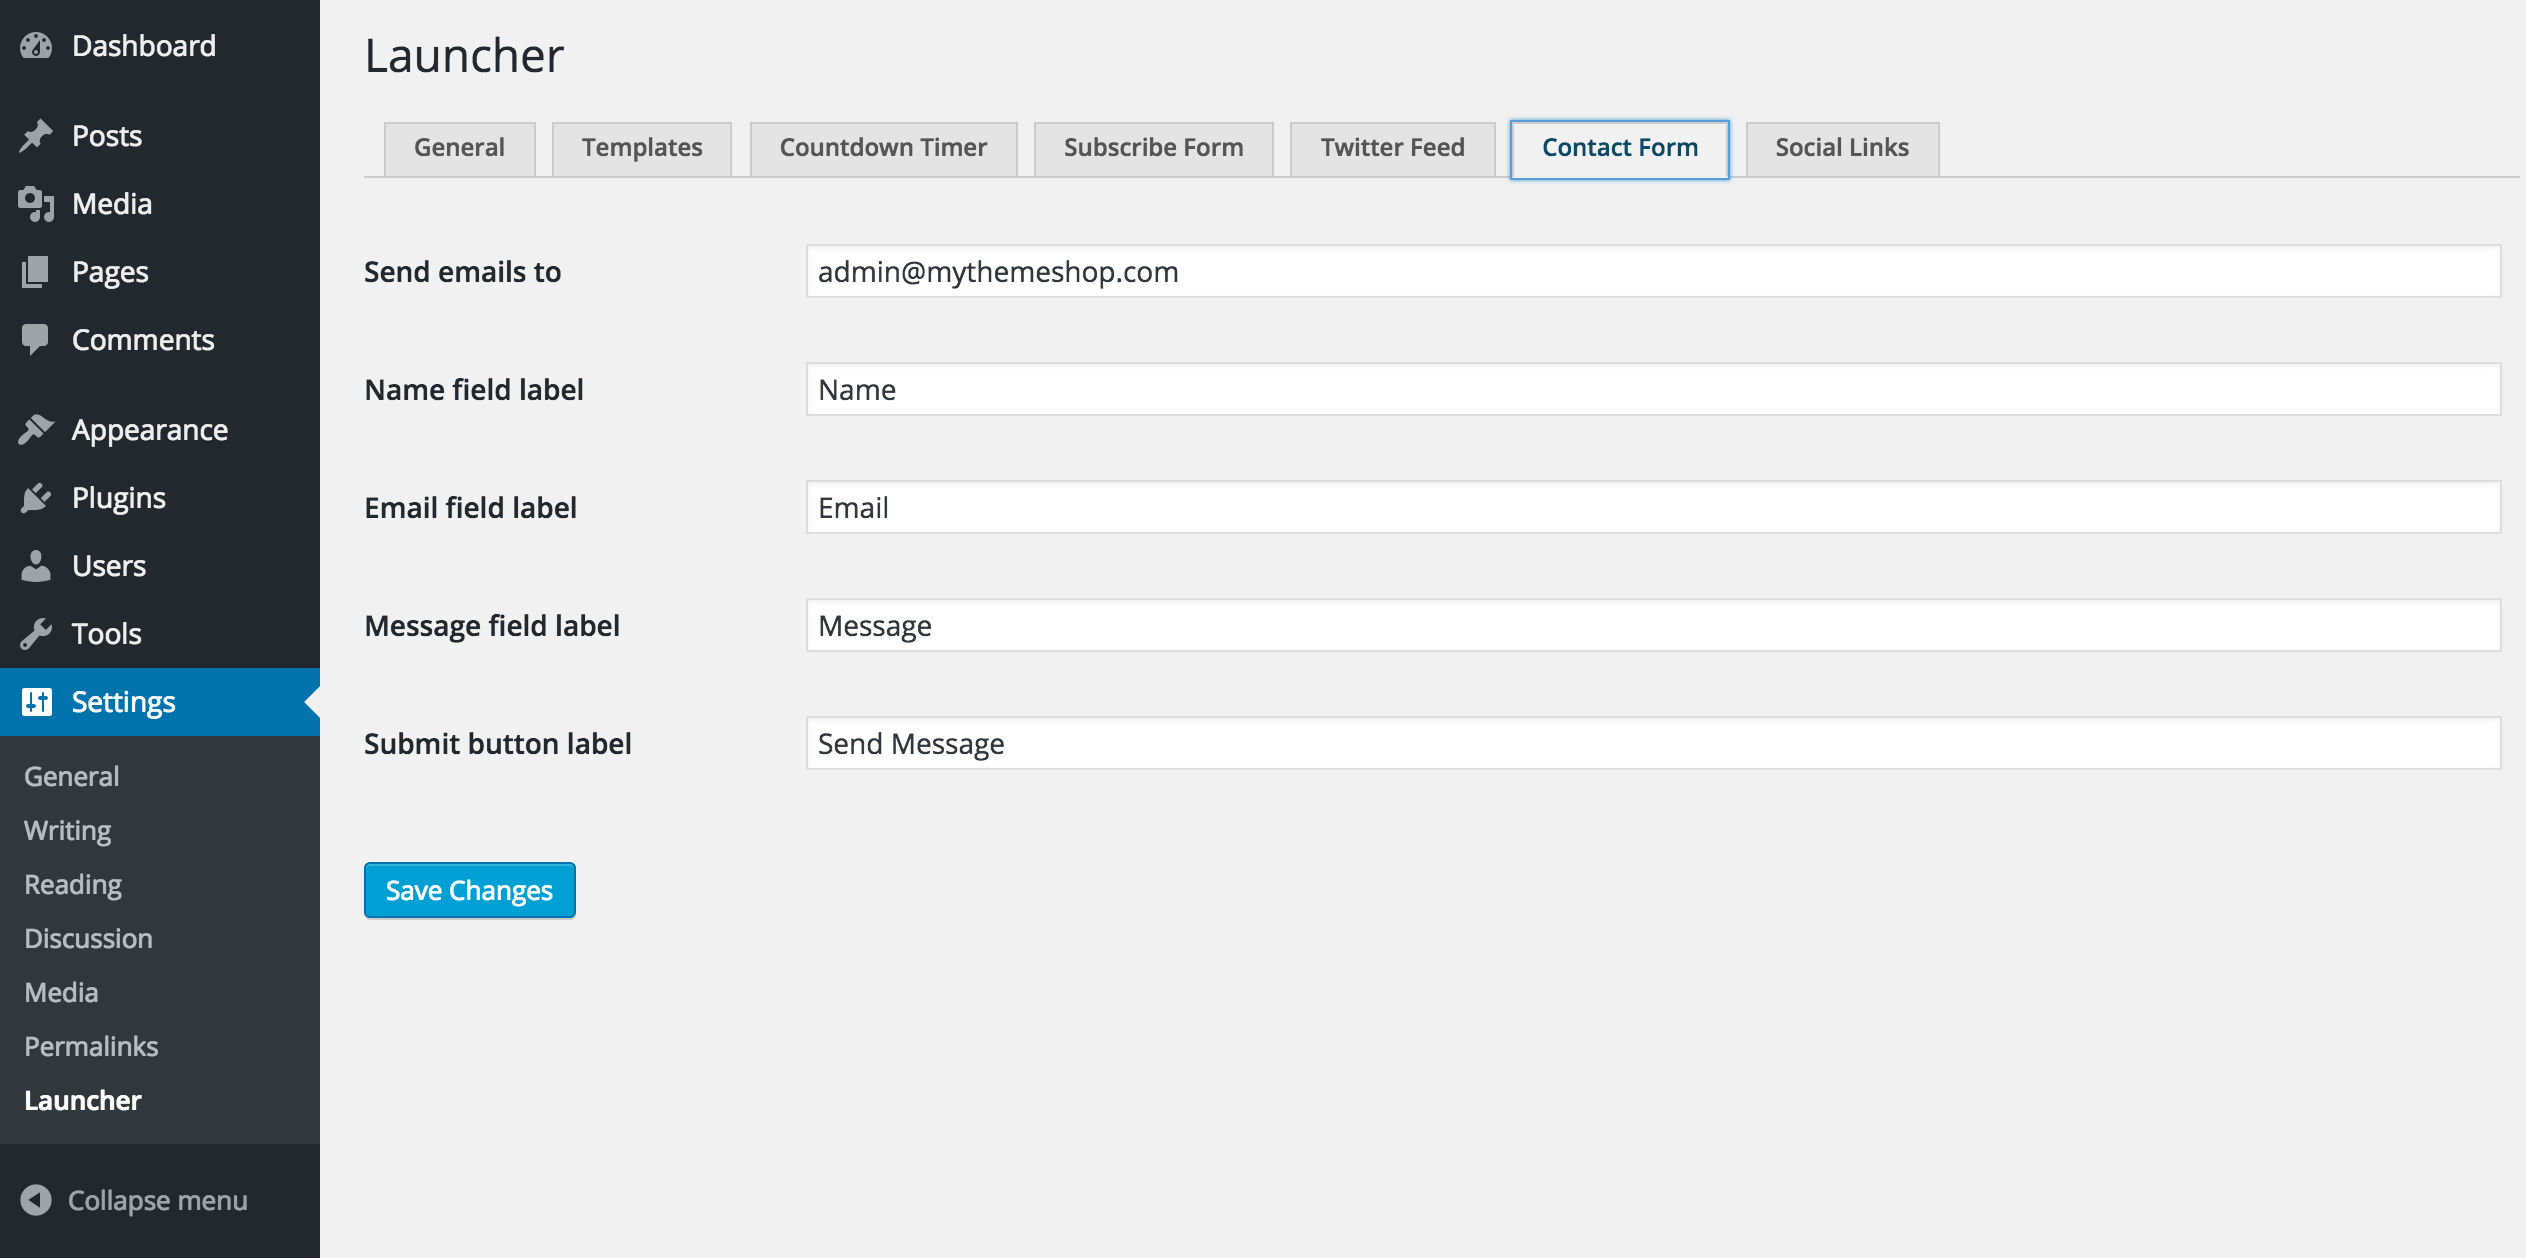 Dashboard
Posts
Media
Pages
Comments
Appearance
Plugins
Users
Tools
Settings
General
Writing
Reading
Discussion
Media
Permalinks
Launcher
Collapse menu
Launcher
General Templates Countdown Timer Subscribe Form Twitter Feed Contact Form Social Links
Send emails to admin@mythemeshop.com
Name field label Name
Email field label Email
Message field label Message
Submit button label Send Message
Save Changes